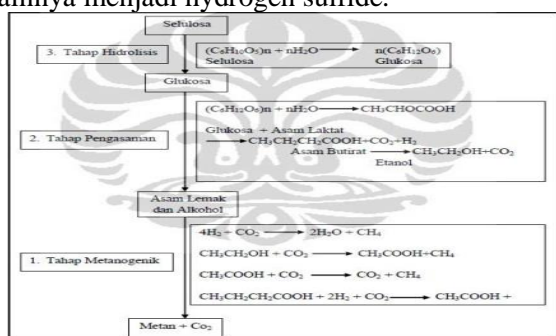 amnya menjadi hydrogen sulfide.
Selulosa
3. Tahap Hidrolisis
(C₆H₁₀O₅)n + nH₂O ⟶ n(C₆H₁₂O₆)
Selulosa Glukosa
Glukosa
2. Tahap Pengasaman
(C₆H₁₂O₆)n + nH₂O ⟶ CH₃CHOCOOH
Glukosa + Asam Laktat
⟶ CH₃CH₂CH₂COOH+CO₂+H₂
Asam Butirat ⟶ CH₃CH₂OH+CO₂
Etanol
Asam Lemak
dan Alkohol
1. Tahap Metanogenik
4H₂ + CO₂ ⟶ 2H₂O + CH₄
CH₃CH₂OH + CO₂ ⟶ CH₃COOH+CH₄
CH₃COOH + CO₂ ⟶ CO₂ + CH₄
CH₃CH₂CH₂COOH + 2H₂ + CO₂ ⟶ CH₃COOH +
Metan + Co₂